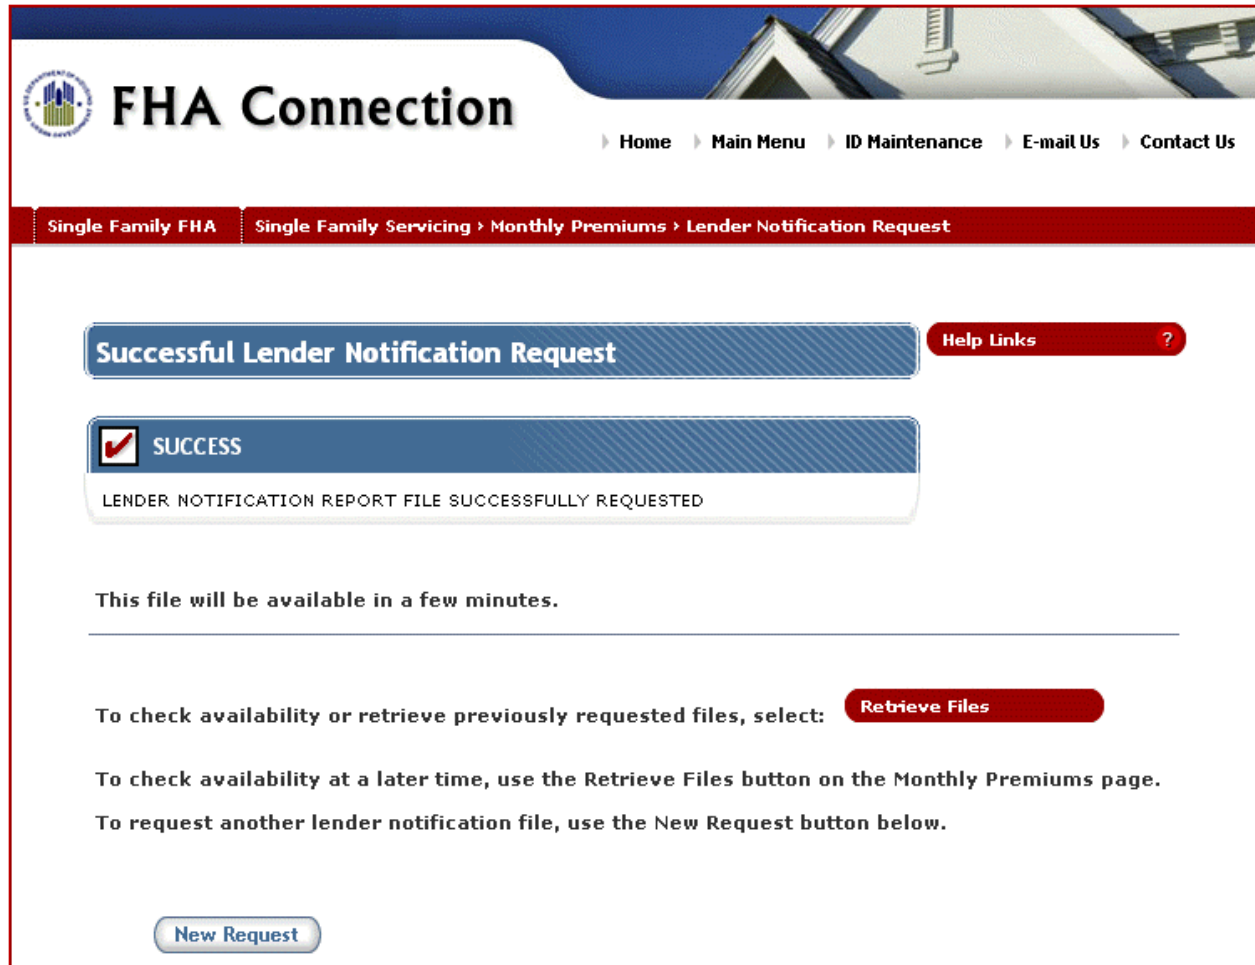 FHA Connection
Home Main Menu ID Maintenance E-mail Us Contact Us
Single Family FHA Single Family Servicing › Monthly Premiums › Lender Notification Request
Successful Lender Notification Request
Help Links ?
SUCCESS
LENDER NOTIFICATION REPORT FILE SUCCESSFULLY REQUESTED
This file will be available in a few minutes.
To check availability or retrieve previously requested files, select: Retrieve Files
To check availability at a later time, use the Retrieve Files button on the Monthly Premiums page.
To request another lender notification file, use the New Request button below.
New Request